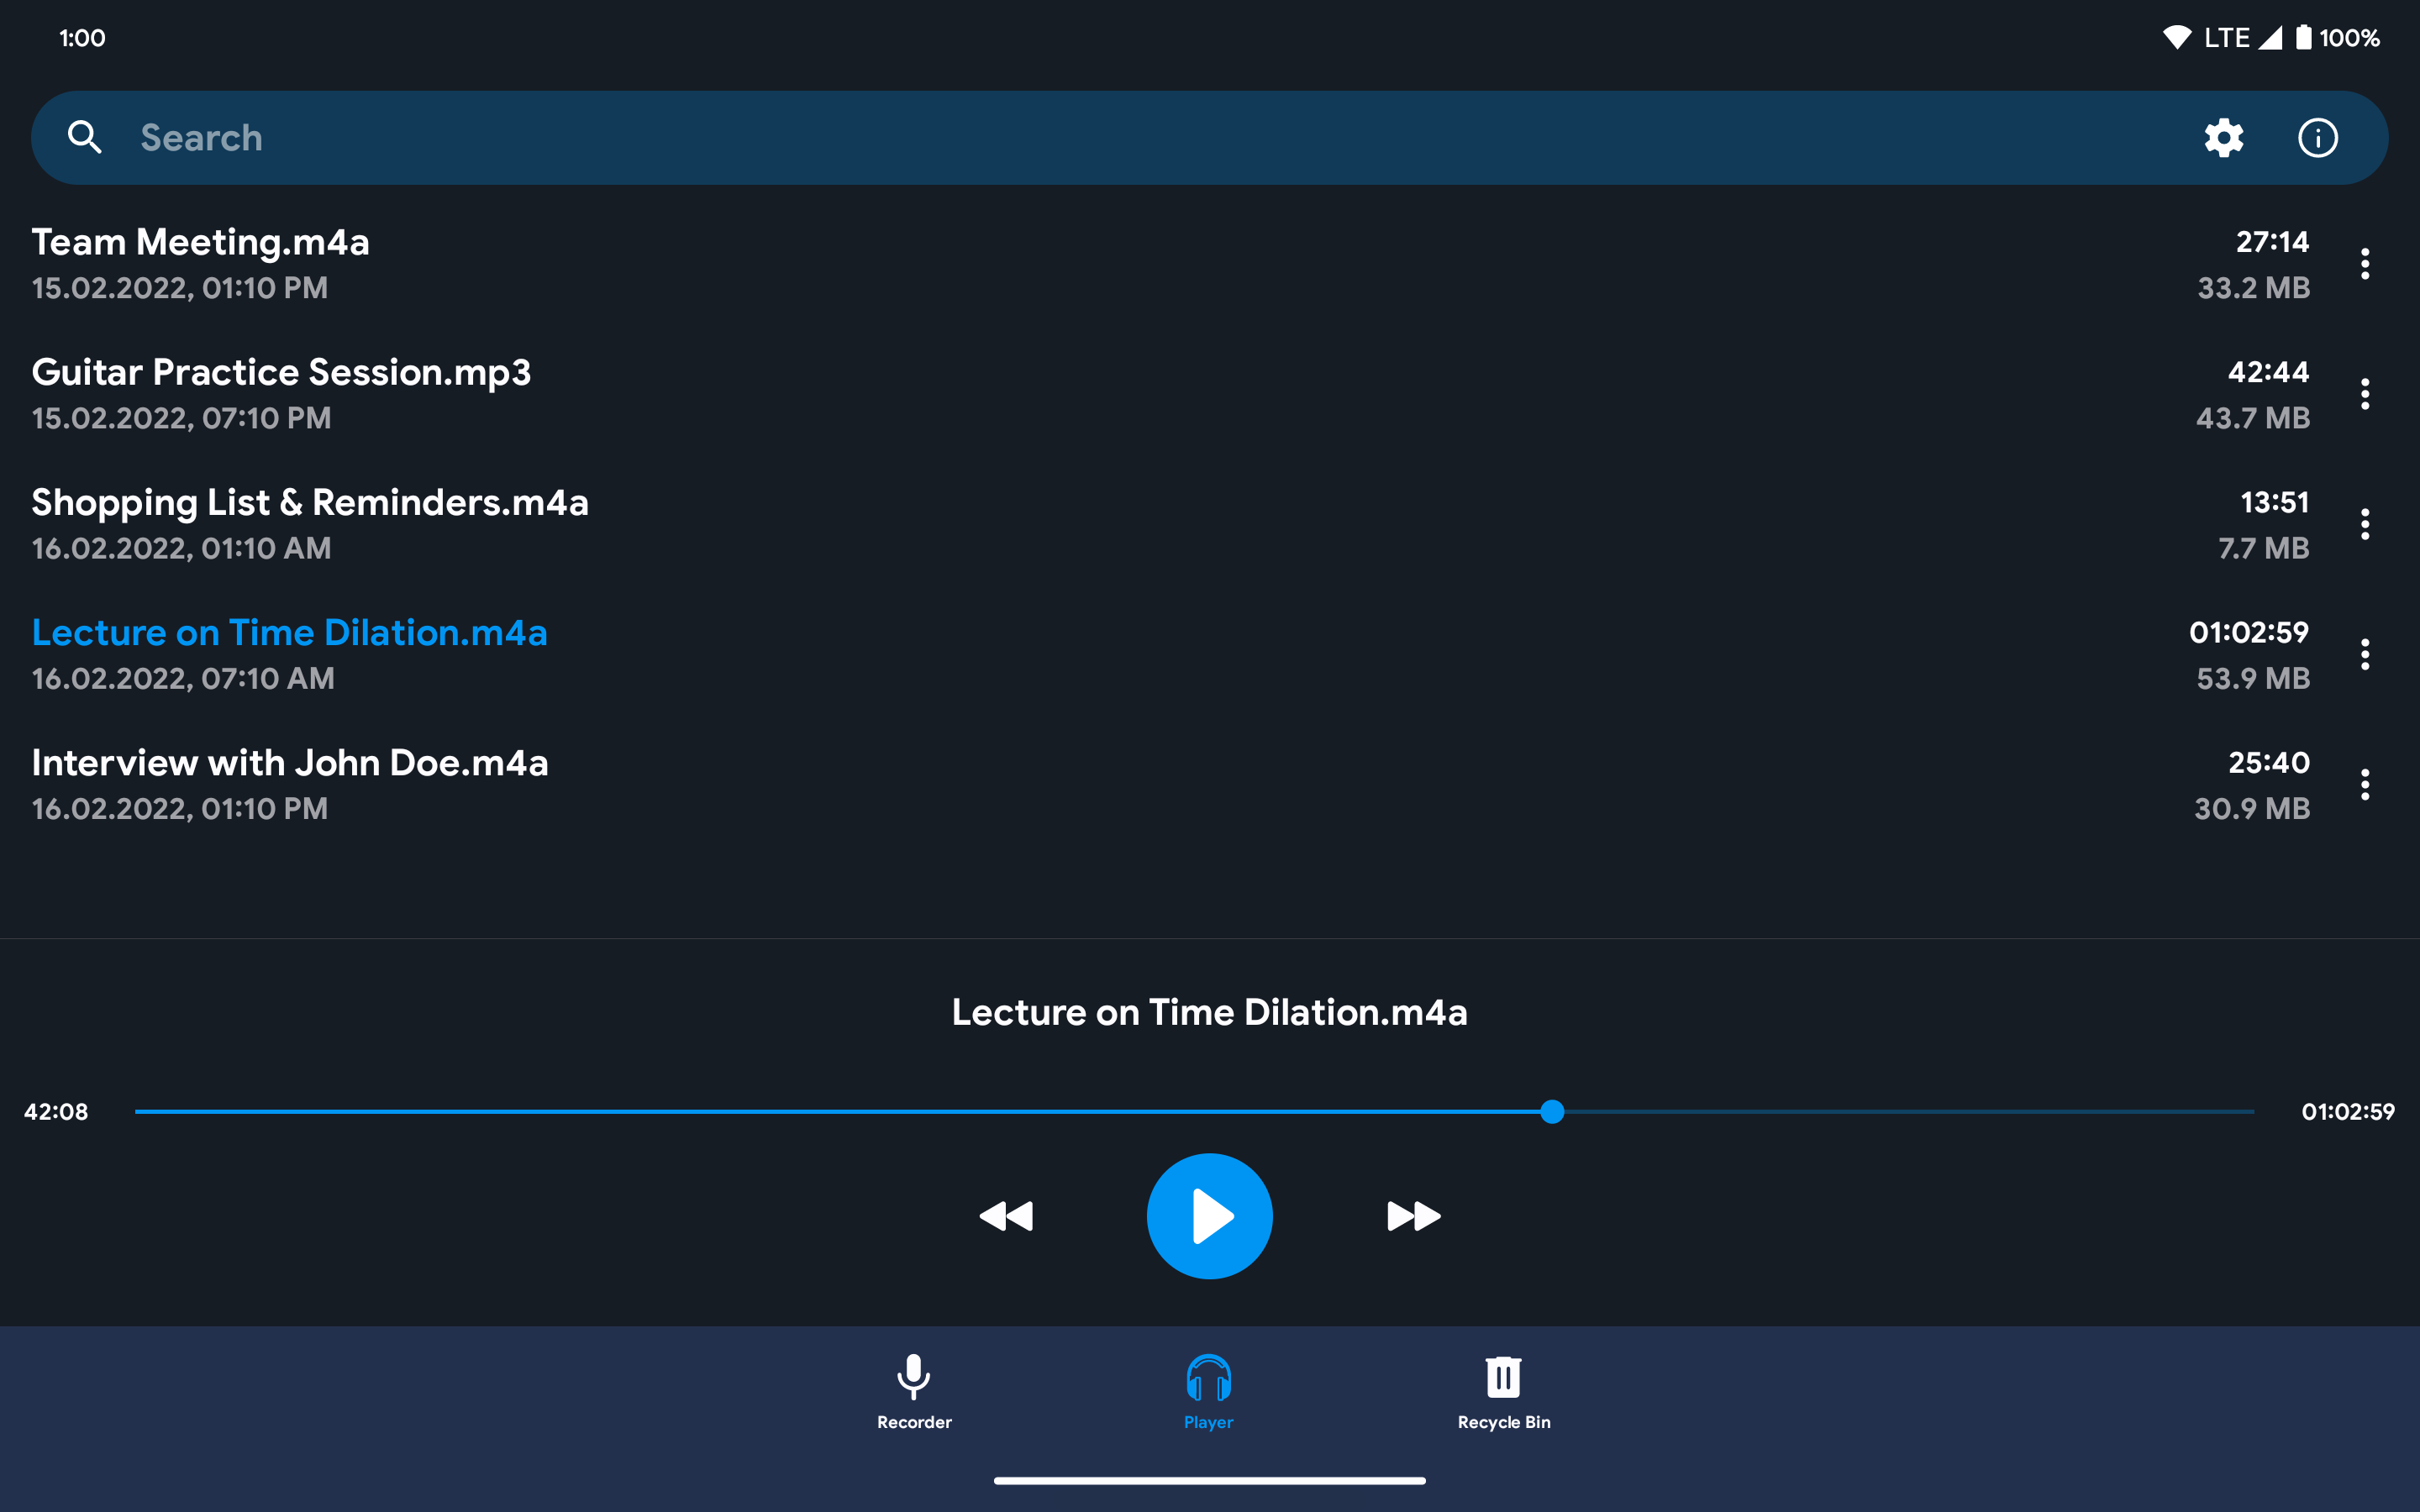 1:00 LTE 100%
Search
Team Meeting.m4a 27:14
15.02.2022, 01:10 PM 33.2 MB
Guitar Practice Session.mp3 42:44
15.02.2022, 07:10 PM 43.7 MB
Shopping List & Reminders.m4a 13:51
16.02.2022, 01:10 AM 7.7 MB
Lecture on Time Dilation.m4a 01:02:59
16.02.2022, 07:10 AM 53.9 MB
Interview with John Doe.m4a 25:40
16.02.2022, 01:10 PM 30.9 MB
Lecture on Time Dilation.m4a
42:08 01:02:59
Recorder Player Recycle Bin